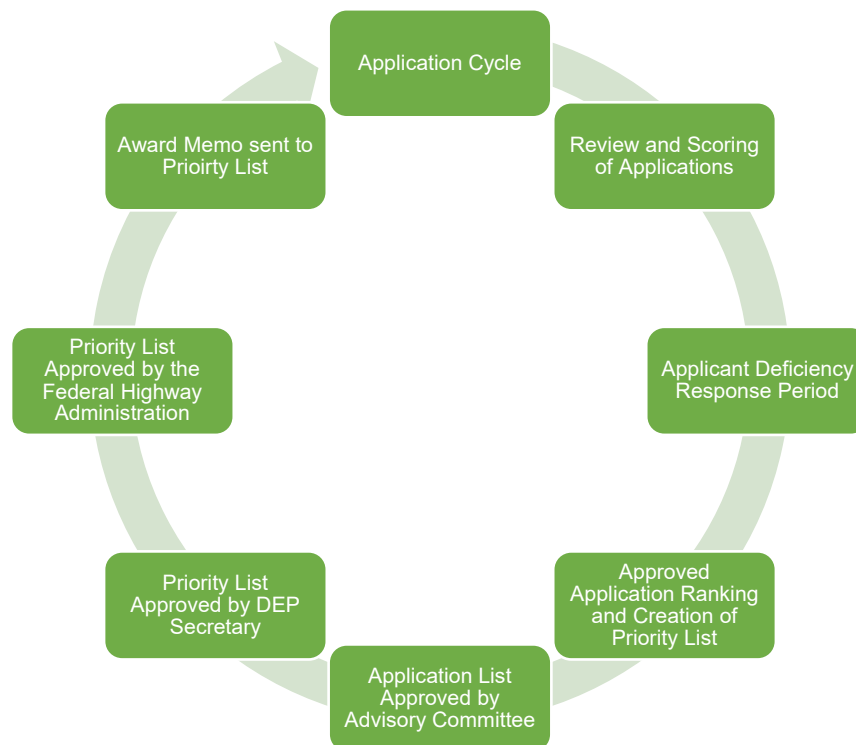 Application Cycle
Review and Scoring
of Applications
Applicant Deficiency
Response Period
Approved
Application Ranking
and Creation of
Priority List
Application List
Approved by
Advisory Committee
Priority List
Approved by DEP
Secretary
Priority List
Approved by the
Federal Highway
Administration
Award Memo sent to
Prioirty List